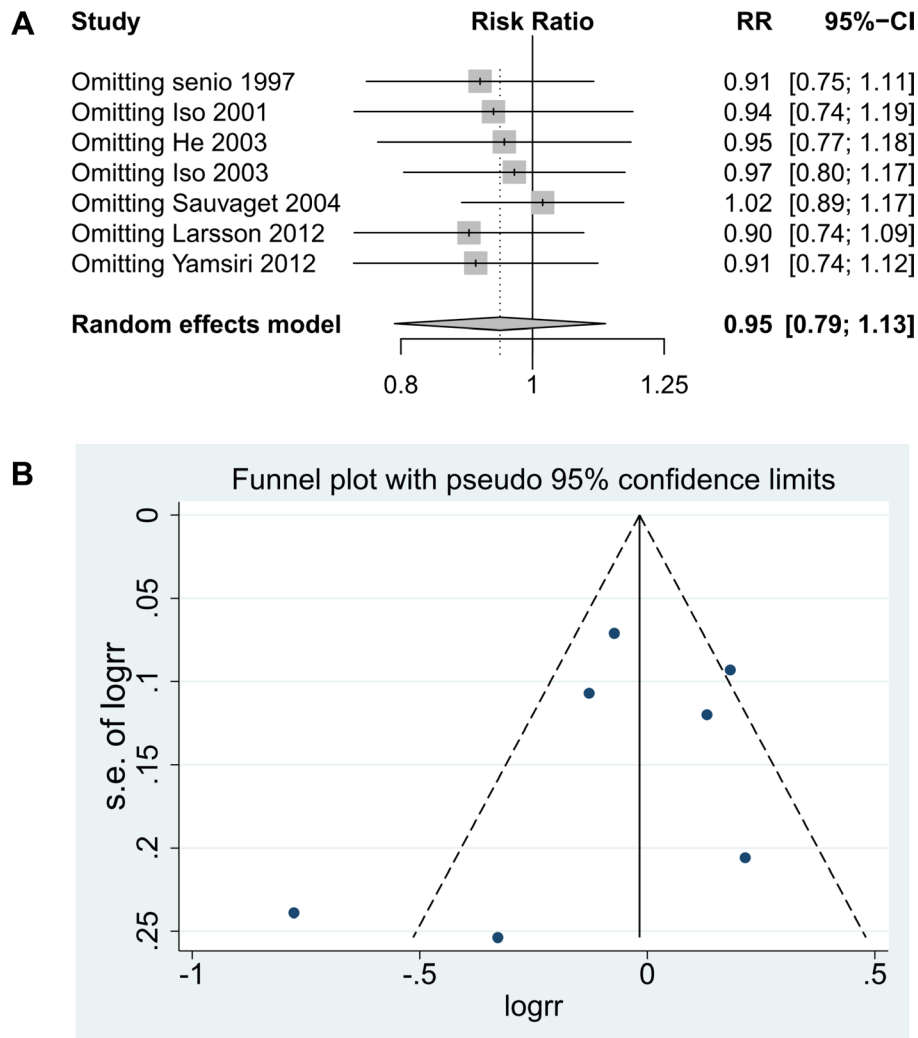 A
Study Risk Ratio RR 95%−CI
Omitting senio 1997 0.91 [0.75; 1.11]
Omitting Iso 2001 0.94 [0.74; 1.19]
Omitting He 2003 0.95 [0.77; 1.18]
Omitting Iso 2003 0.97 [0.80; 1.17]
Omitting Sauvaget 2004 1.02 [0.89; 1.17]
Omitting Larsson 2012 0.90 [0.74; 1.09]
Omitting Yamsiri 2012 0.91 [0.74; 1.12]
Random effects model 0.95 [0.79; 1.13]
0.8 1 1.25
B
Funnel plot with pseudo 95% confidence limits
0
.05
.1
.15
.2
.25
s.e. of logrr
-1 -.5 0 .5
logrr